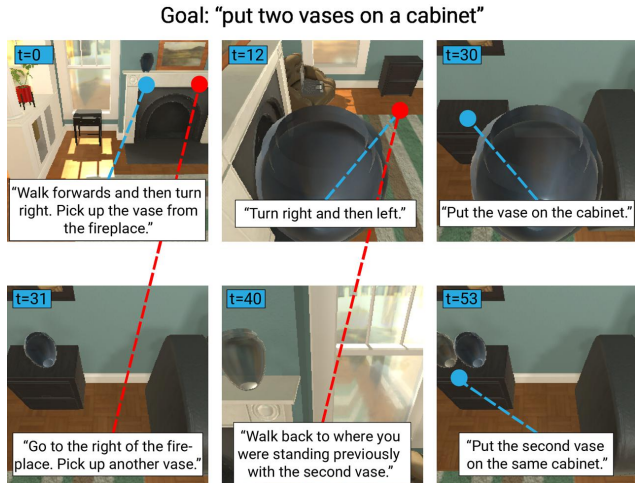 Goal: “put two vases on a cabinet”
t=0
“Walk forwards and then turn
right. Pick up the vase from
the fireplace.”
t=12
“Turn right and then left.”
t=30
“Put the vase on the cabinet.”
t=31
“Go to the right of the fire-
place. Pick up another vase.”
t=40
“Walk back to where you
were standing previously
with the second vase.”
t=53
“Put the second vase
on the same cabinet.”